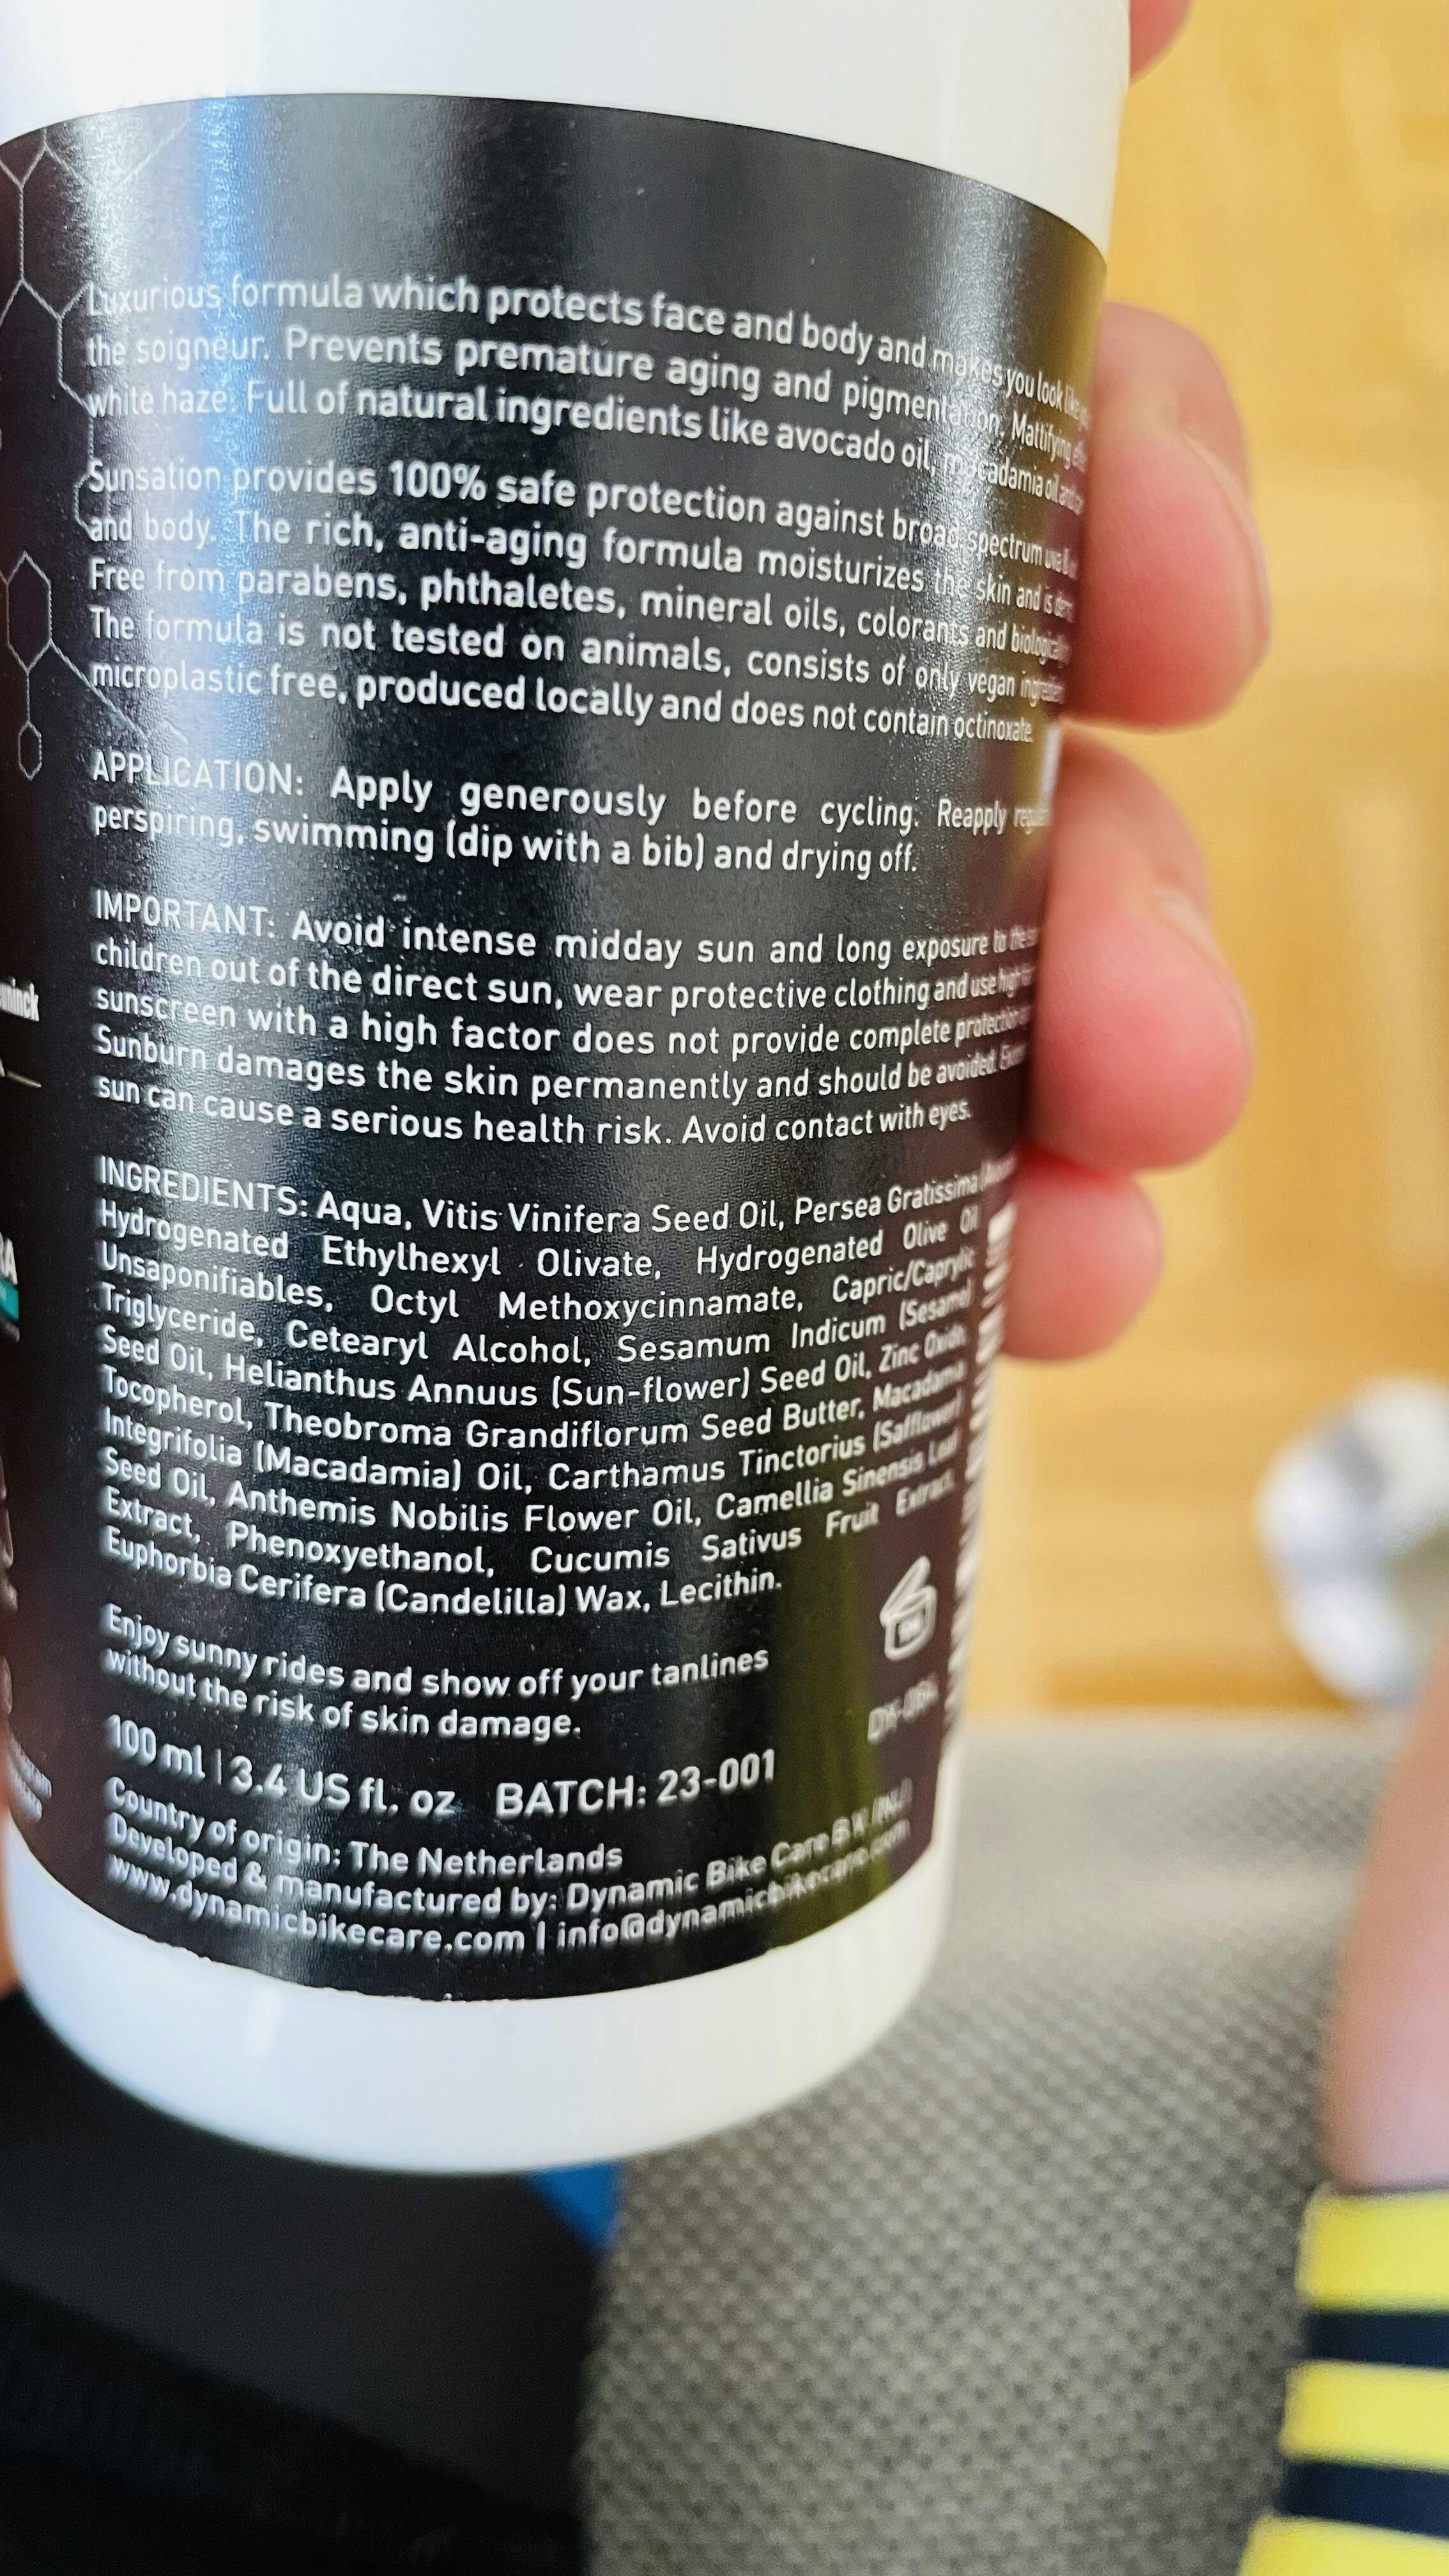 Luxurious formula which protects face and body and makes you look like
the soigneur. Prevents premature aging and pigmentation. Mattifying
white haze. Full of natural ingredients like avocado oil, macadamia oil and
Sunsation provides 100% safe protection against broad spectrum
and body. The rich, anti-aging formula moisturizes the skin and is
Free from parabens, phthaletes, mineral oils, colorants and
The formula is not tested on animals, consists of only vegan
microplastic free, produced locally and does not contain octinoxate.
APPLICATION: Apply generously before cycling. Reapply
perspiring, swimming (dip with a bib) and drying off.
IMPORTANT: Avoid intense midday sun and long exposure to the
children out of the direct sun, wear protective clothing and use
sunscreen with a high factor does not provide complete protection
Sunburn damages the skin permanently and should be avoided.
sun can cause a serious health risk. Avoid contact with eyes.
INGREDIENTS: Aqua, Vitis Vinifera Seed Oil, Persea Gratissima
Hydrogenated Ethylhexyl Olivate, Hydrogenated Olive Oil
Unsaponifiables, Octyl Methoxycinnamate, Capric/Caprylic
Triglyceride, Cetearyl Alcohol, Sesamum Indicum (Sesame)
Seed Oil, Helianthus Annuus (Sun-flower) Seed Oil, Zinc Oxide,
Tocopherol, Theobroma Grandiflorum Seed Butter, Macadamia
Integrifolia (Macadamia) Oil, Carthamus Tinctorius (Safflower)
Seed Oil, Anthemis Nobilis Flower Oil, Camellia Sinensis Leaf
Extract, Phenoxyethanol, Cucumis Sativus Fruit Extract,
Euphorbia Cerifera (Candelilla) Wax, Lecithin.
Enjoy sunny rides and show off your tanlines
without the risk of skin damage.
100 ml | 3.4 US fl. oz BATCH: 23-001
Country of origin: The Netherlands
Developed & manufactured by: Dynamic Bike Care B.V. (NL)
www.dynamicbikecare.com | info@dynamicbikecare.com